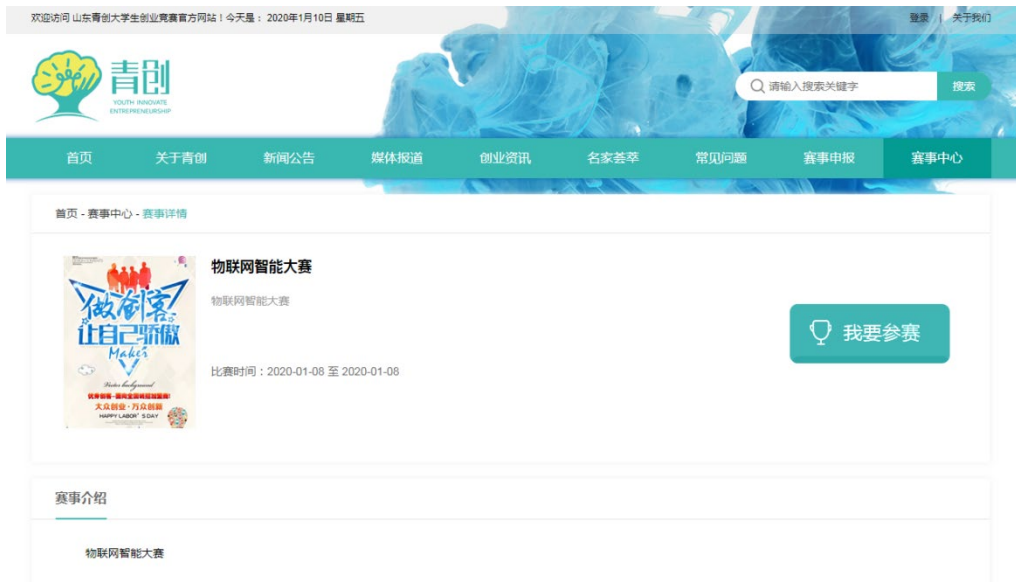 欢迎访问 山东青创大学生创业竞赛官方网站！今天是： 2020年1月10日 星期五
登录 | 关于我们
青创
YOUTH INNOVATE
ENTREPRENEURSHIP
请输入搜索关键字
搜索
首页 关于青创 新闻公告 媒体报道 创业资讯 名家荟萃 常见问题 赛事申报 赛事中心
首页 - 赛事中心 - 赛事详情
做创客
让自己骄傲
Maker
Vector background
大众创业·万众创新
HAPPY LABOR' S DAY
物联网智能大赛
物联网智能大赛
比赛时间：2020-01-08 至 2020-01-08
我要参赛
赛事介绍
物联网智能大赛